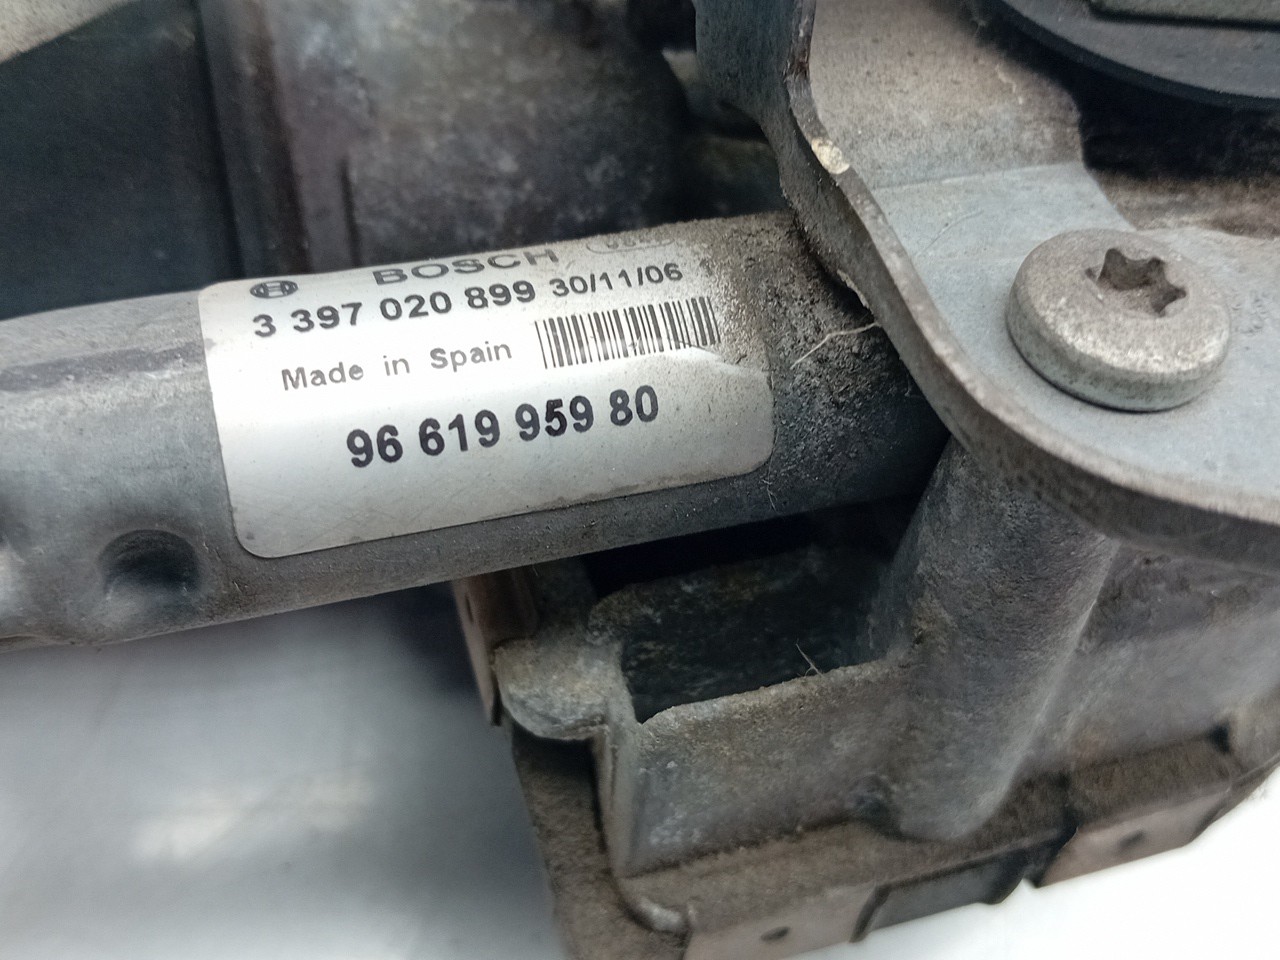 BOSCH
3 397 020 899 30/11/06
Made in Spain
96 619 959 80